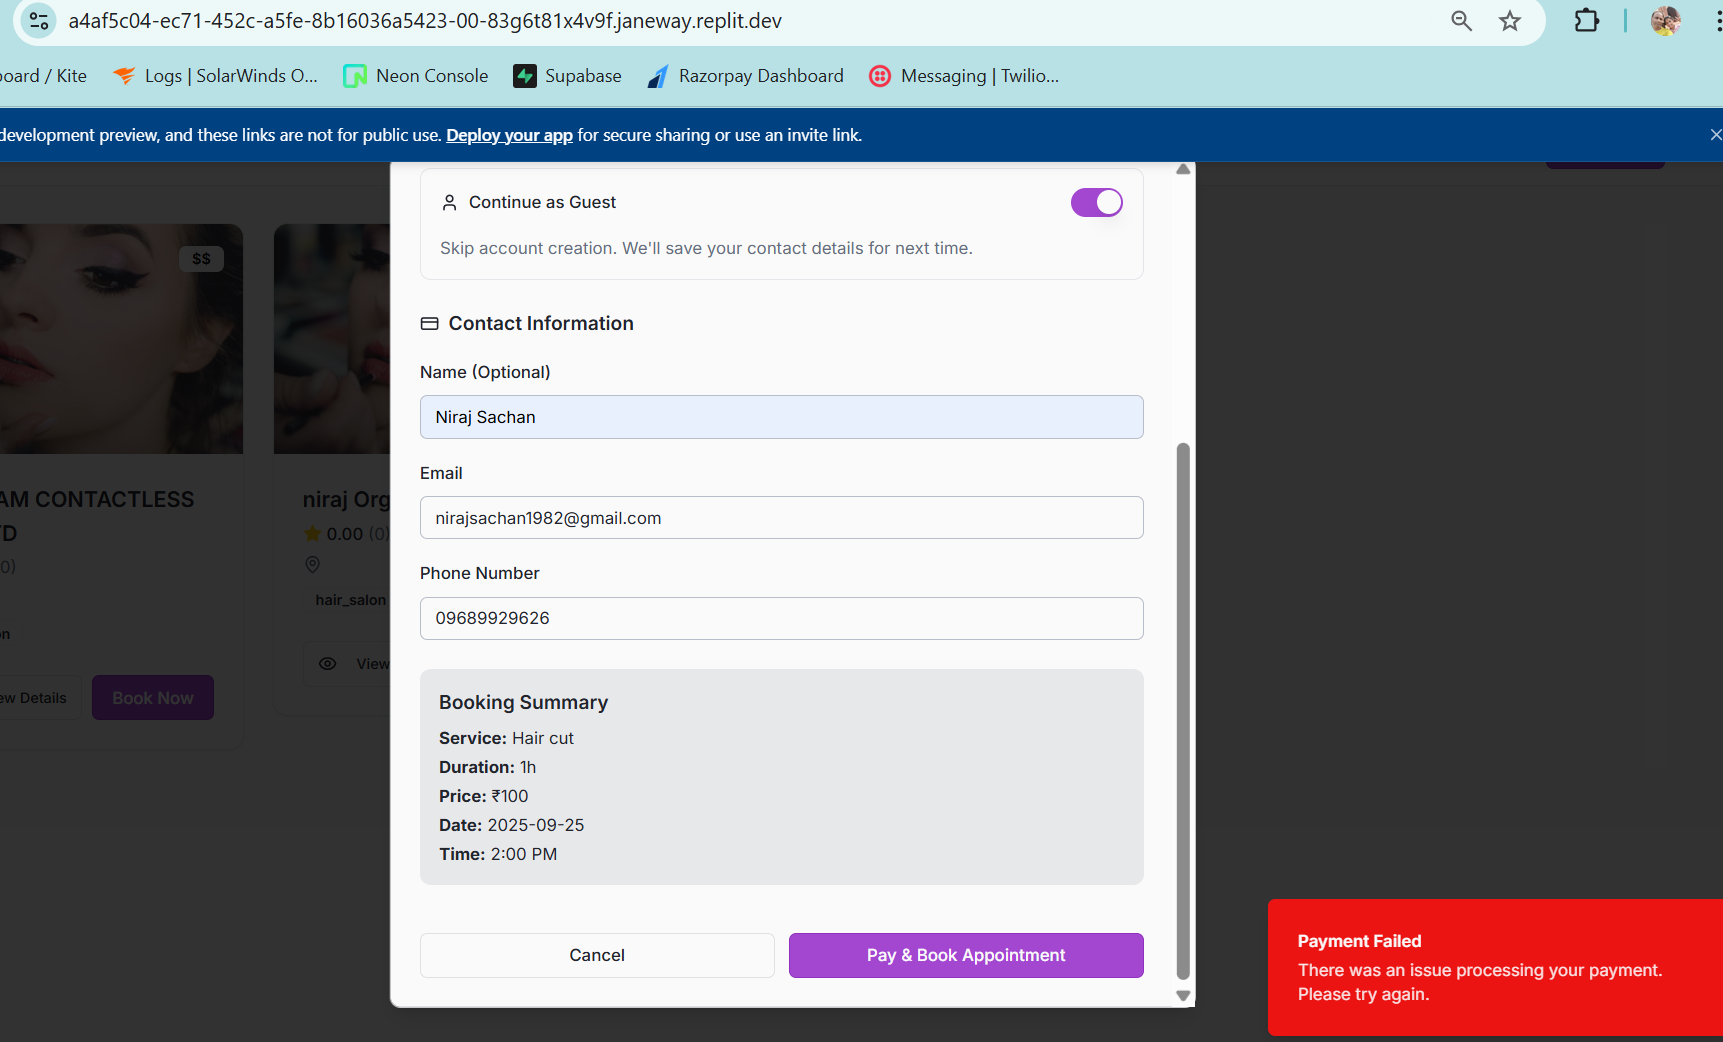 a4af5c04-ec71-452c-a5fe-8b16036a5423-00-83g6t81x4v9f.janeway.replit.dev
oard / Kite
Logs | SolarWinds O...
Neon Console
Supabase
Razorpay Dashboard
Messaging | Twilio...
development preview, and these links are not for public use. Deploy your app for secure sharing or use an invite link.
Continue as Guest
Skip account creation. We'll save your contact details for next time.
Contact Information
Name (Optional)
Niraj Sachan
Email
nirajsachan1982@gmail.com
Phone Number
09689929626
Booking Summary
Service: Hair cut
Duration: 1h
Price: ₹100
Date: 2025-09-25
Time: 2:00 PM
Cancel
Pay & Book Appointment
$$
AM CONTACTLESS
TD
0)
on
ew Details
Book Now
niraj Org
0.00 (0)
hair_salon
View
Payment Failed
There was an issue processing your payment.
Please try again.